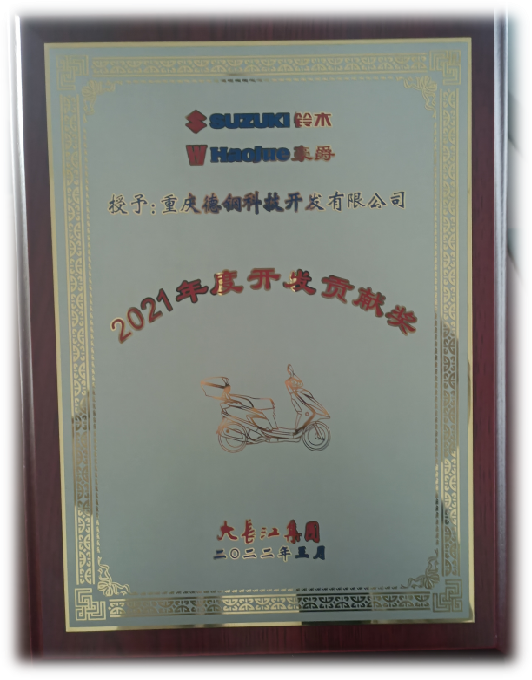 SUZUKI 铃木
Haojue 豪爵
授予:重庆德钢科技开发有限公司
2021年度开发贡献奖
大长江集团
二〇二二年三月